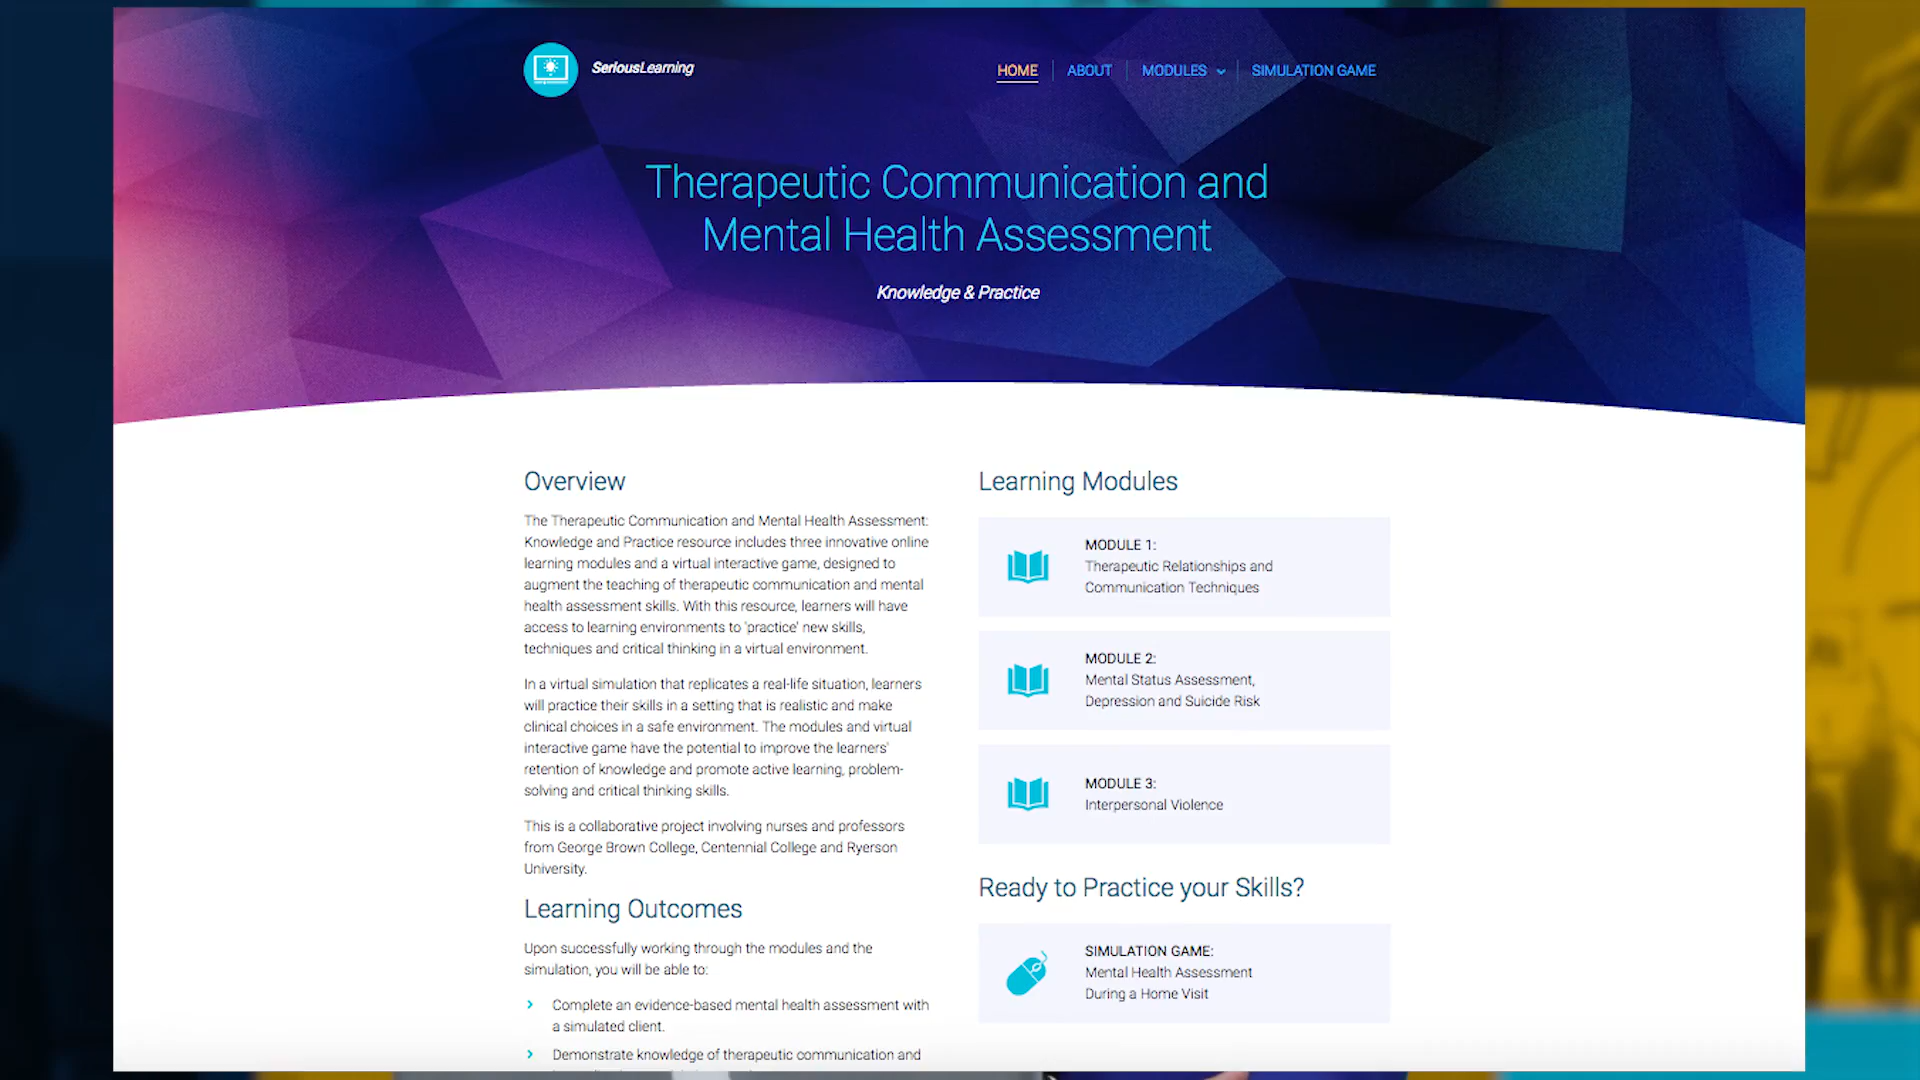 SeriousLearning
HOME
ABOUT
MODULES
SIMULATION GAME
Therapeutic Communication and
Mental Health Assessment
Knowledge & Practice
Overview
The Therapeutic Communication and Mental Health Assessment:
Knowledge and Practice resource includes three innovative online
learning modules and a virtual interactive game, designed to
augment the teaching of therapeutic communication and mental
health assessment skills. With this resource, learners will have
access to learning environments to 'practice' new skills,
techniques and critical thinking in a virtual environment.
In a virtual simulation that replicates a real-life situation, learners
will practice their skills in a setting that is realistic and make
clinical choices in a safe environment. The modules and virtual
interactive game have the potential to improve the learners'
retention of knowledge and promote active learning, problem-
solving and critical thinking skills.
This is a collaborative project involving nurses and professors
from George Brown College, Centennial College and Ryerson
University.
Learning Outcomes
Upon successfully working through the modules and the
simulation, you will be able to:
Complete an evidence-based mental health assessment with
a simulated client.
Demonstrate knowledge of therapeutic communication and
Learning Modules
MODULE 1:
Therapeutic Relationships and
Communication Techniques
MODULE 2:
Mental Status Assessment,
Depression and Suicide Risk
MODULE 3:
Interpersonal Violence
Ready to Practice your Skills?
SIMULATION GAME:
Mental Health Assessment
During a Home Visit